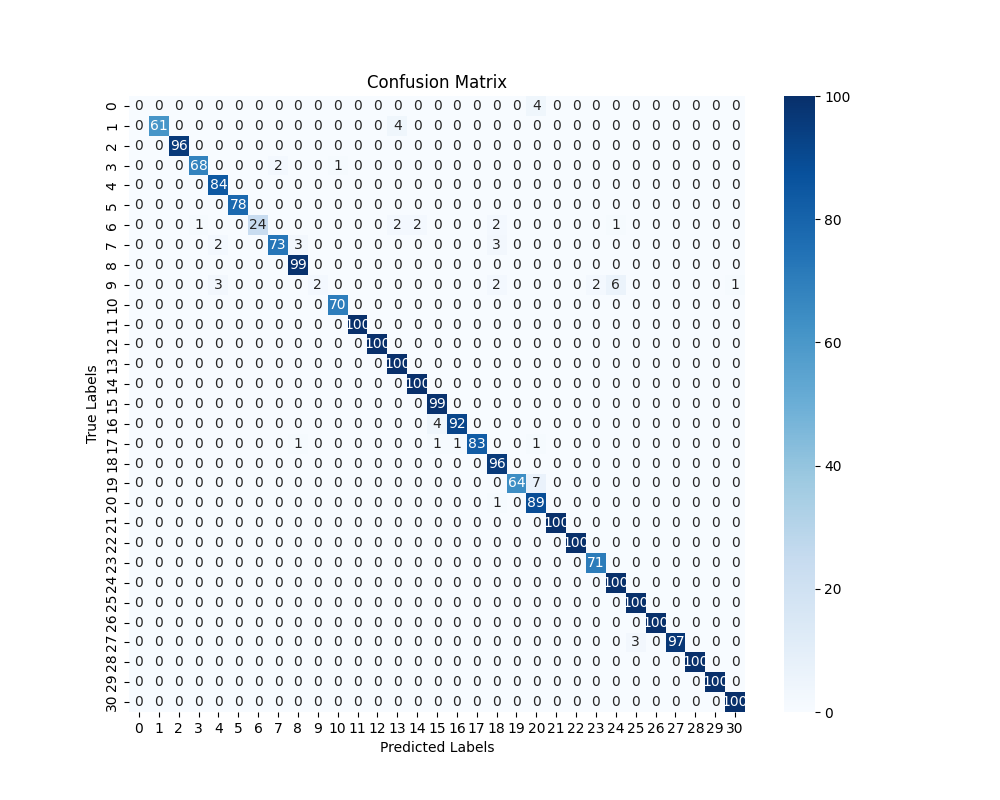 Confusion Matrix
0 0 0 0 0 0 0 0 0 0 0 0 0 0 0 0 0 0 0 0 0 4 0 0 0 0 0 0 0 0 0 0
1 0 61 0 0 0 0 0 0 0 0 0 0 0 4 0 0 0 0 0 0 0 0 0 0 0 0 0 0 0 0 0
2 0 0 96 0 0 0 0 0 0 0 0 0 0 0 0 0 0 0 0 0 0 0 0 0 0 0 0 0 0 0 0
3 0 0 0 68 0 0 0 2 0 0 1 0 0 0 0 0 0 0 0 0 0 0 0 0 0 0 0 0 0 0 0
4 0 0 0 0 84 0 0 0 0 0 0 0 0 0 0 0 0 0 0 0 0 0 0 0 0 0 0 0 0 0 0
5 0 0 0 0 0 78 0 0 0 0 0 0 0 0 0 0 0 0 0 0 0 0 0 0 0 0 0 0 0 0 0
6 0 0 0 1 0 0 24 0 0 0 0 0 0 2 2 0 0 0 2 0 0 0 0 0 1 0 0 0 0 0 0
7 0 0 0 0 2 0 0 73 3 0 0 0 0 0 0 0 0 0 3 0 0 0 0 0 0 0 0 0 0 0 0
8 0 0 0 0 0 0 0 0 99 0 0 0 0 0 0 0 0 0 0 0 0 0 0 0 0 0 0 0 0 0 0
9 0 0 0 0 3 0 0 0 0 2 0 0 0 0 0 0 0 0 2 0 0 0 0 2 6 0 0 0 0 0 1
10 0 0 0 0 0 0 0 0 0 0 70 0 0 0 0 0 0 0 0 0 0 0 0 0 0 0 0 0 0 0 0
11 0 0 0 0 0 0 0 0 0 0 0 100 0 0 0 0 0 0 0 0 0 0 0 0 0 0 0 0 0 0 0
12 0 0 0 0 0 0 0 0 0 0 0 0 100 0 0 0 0 0 0 0 0 0 0 0 0 0 0 0 0 0 0
13 0 0 0 0 0 0 0 0 0 0 0 0 0 100 0 0 0 0 0 0 0 0 0 0 0 0 0 0 0 0 0
14 0 0 0 0 0 0 0 0 0 0 0 0 0 0 100 0 0 0 0 0 0 0 0 0 0 0 0 0 0 0 0
15 0 0 0 0 0 0 0 0 0 0 0 0 0 0 0 99 0 0 0 0 0 0 0 0 0 0 0 0 0 0 0
16 0 0 0 0 0 0 0 0 0 0 0 0 0 0 0 4 92 0 0 0 0 0 0 0 0 0 0 0 0 0 0
17 0 0 0 0 0 0 0 0 1 0 0 0 0 0 0 1 1 83 0 0 1 0 0 0 0 0 0 0 0 0 0
18 0 0 0 0 0 0 0 0 0 0 0 0 0 0 0 0 0 0 96 0 0 0 0 0 0 0 0 0 0 0 0
19 0 0 0 0 0 0 0 0 0 0 0 0 0 0 0 0 0 0 0 64 7 0 0 0 0 0 0 0 0 0 0
20 0 0 0 0 0 0 0 0 0 0 0 0 0 0 0 0 0 0 1 0 89 0 0 0 0 0 0 0 0 0 0
21 0 0 0 0 0 0 0 0 0 0 0 0 0 0 0 0 0 0 0 0 0 100 0 0 0 0 0 0 0 0 0
22 0 0 0 0 0 0 0 0 0 0 0 0 0 0 0 0 0 0 0 0 0 0 100 0 0 0 0 0 0 0 0
23 0 0 0 0 0 0 0 0 0 0 0 0 0 0 0 0 0 0 0 0 0 0 0 71 0 0 0 0 0 0 0
24 0 0 0 0 0 0 0 0 0 0 0 0 0 0 0 0 0 0 0 0 0 0 0 0 100 0 0 0 0 0 0
25 0 0 0 0 0 0 0 0 0 0 0 0 0 0 0 0 0 0 0 0 0 0 0 0 0 100 0 0 0 0 0
26 0 0 0 0 0 0 0 0 0 0 0 0 0 0 0 0 0 0 0 0 0 0 0 0 0 0 100 0 0 0 0
27 0 0 0 0 0 0 0 0 0 0 0 0 0 0 0 0 0 0 0 0 0 0 0 0 0 3 0 97 0 0 0
28 0 0 0 0 0 0 0 0 0 0 0 0 0 0 0 0 0 0 0 0 0 0 0 0 0 0 0 0 100 0 0
29 0 0 0 0 0 0 0 0 0 0 0 0 0 0 0 0 0 0 0 0 0 0 0 0 0 0 0 0 0 100 0
30 0 0 0 0 0 0 0 0 0 0 0 0 0 0 0 0 0 0 0 0 0 0 0 0 0 0 0 0 0 0 100
0 1 2 3 4 5 6 7 8 9 10 11 12 13 14 15 16 17 18 19 20 21 22 23 24 25 26 27 28 29 30
Predicted Labels
True Labels
100
80
60
40
20
0